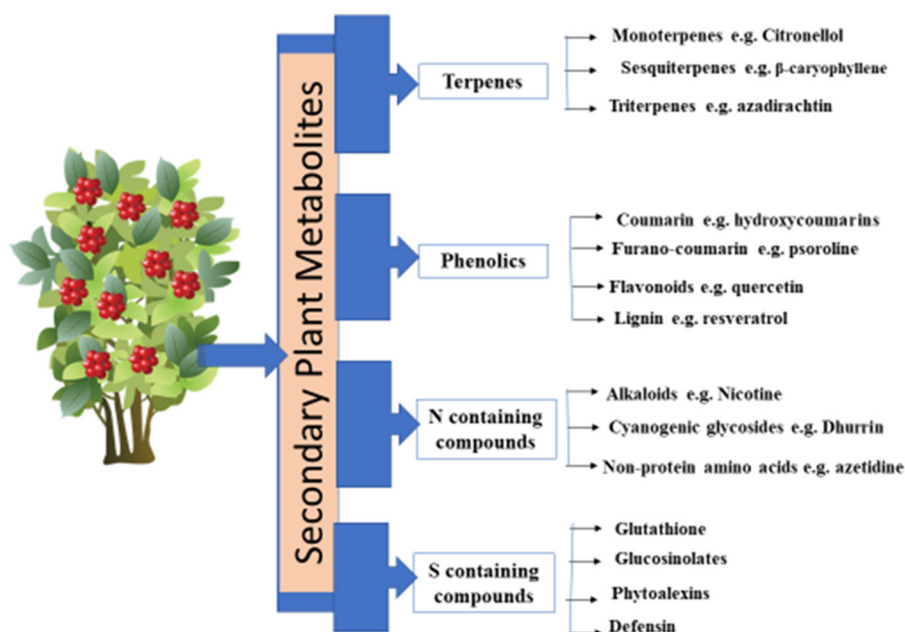 Secondary Plant Metabolites
Terpenes
Monoterpenes e.g. Citronellol
Sesquiterpenes e.g. β-caryophyllene
Triterpenes e.g. azadirachtin
Phenolics
Coumarin e.g. hydroxycoumarins
Furano-coumarin e.g. psoroline
Flavonoids e.g. quercetin
Lignin e.g. resveratrol
N containing
compounds
Alkaloids e.g. Nicotine
Cyanogenic glycosides e.g. Dhurrin
Non-protein amino acids e.g. azetidine
S containing
compounds
Glutathione
Glucosinolates
Phytoalexins
Defensin